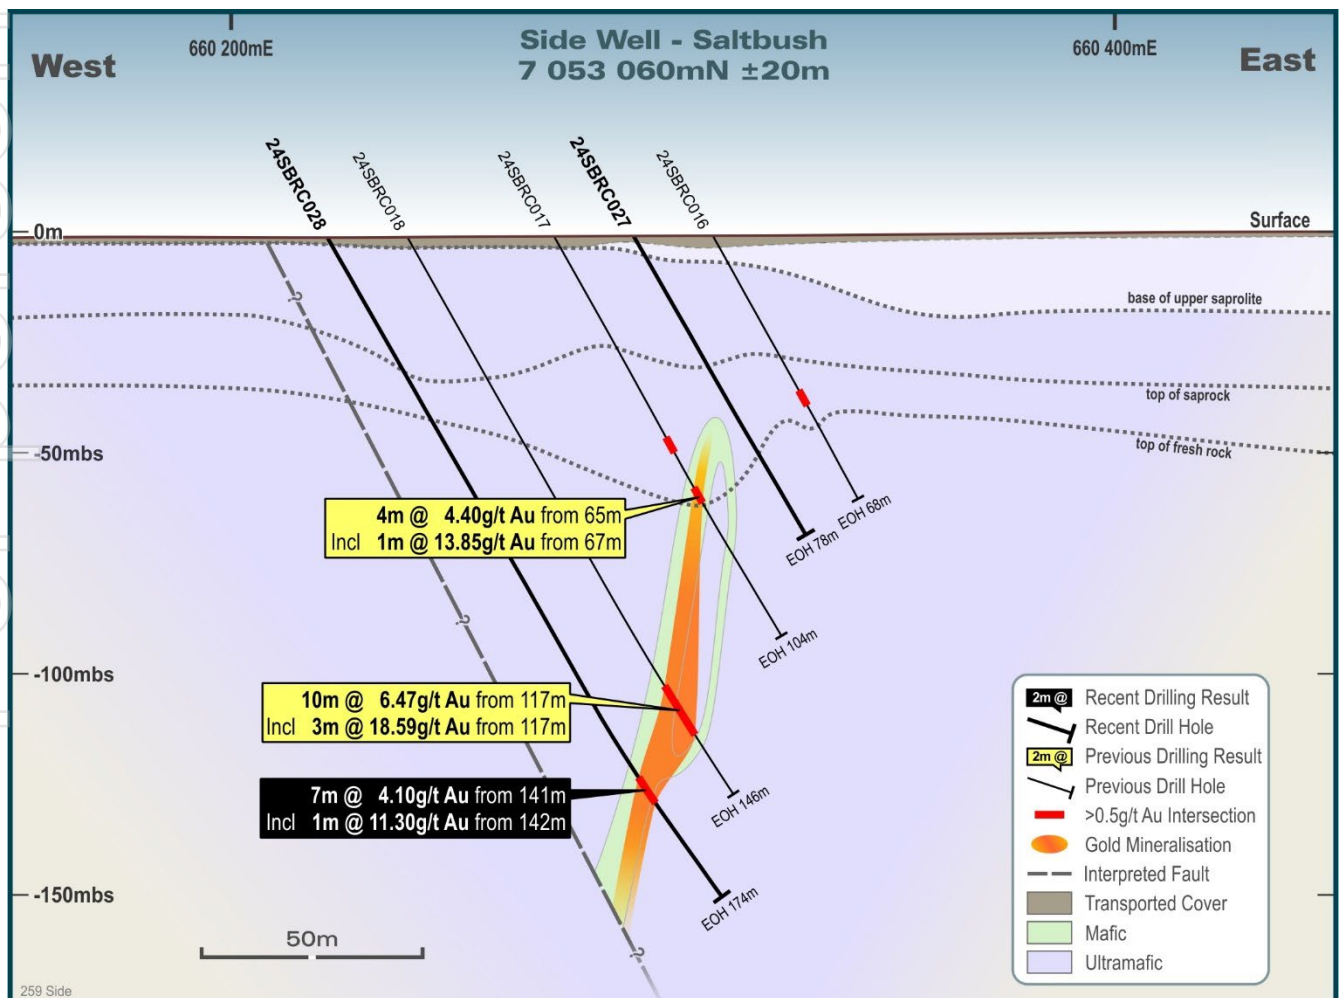 Side Well - Saltbush
7 053 060mN ±20m
West
660 200mE
660 400mE
East
24SBRC028
24SBRC018
24SBRC017
24SBRC027
24SBRC016
0m
Surface
base of upper saprolite
top of saprock
top of fresh rock
-50mbs
-100mbs
-150mbs
?
?
?
4m @ 4.40g/t Au from 65m
Incl 1m @ 13.85g/t Au from 67m
10m @ 6.47g/t Au from 117m
Incl 3m @ 18.59g/t Au from 117m
7m @ 4.10g/t Au from 141m
Incl 1m @ 11.30g/t Au from 142m
EOH 68m
EOH 78m
EOH 104m
EOH 146m
EOH 174m
50m
2m @ Recent Drilling Result
Recent Drill Hole
2m @ Previous Drilling Result
Previous Drill Hole
>0.5g/t Au Intersection
Gold Mineralisation
Interpreted Fault
Transported Cover
Mafic
Ultramafic
259 Side